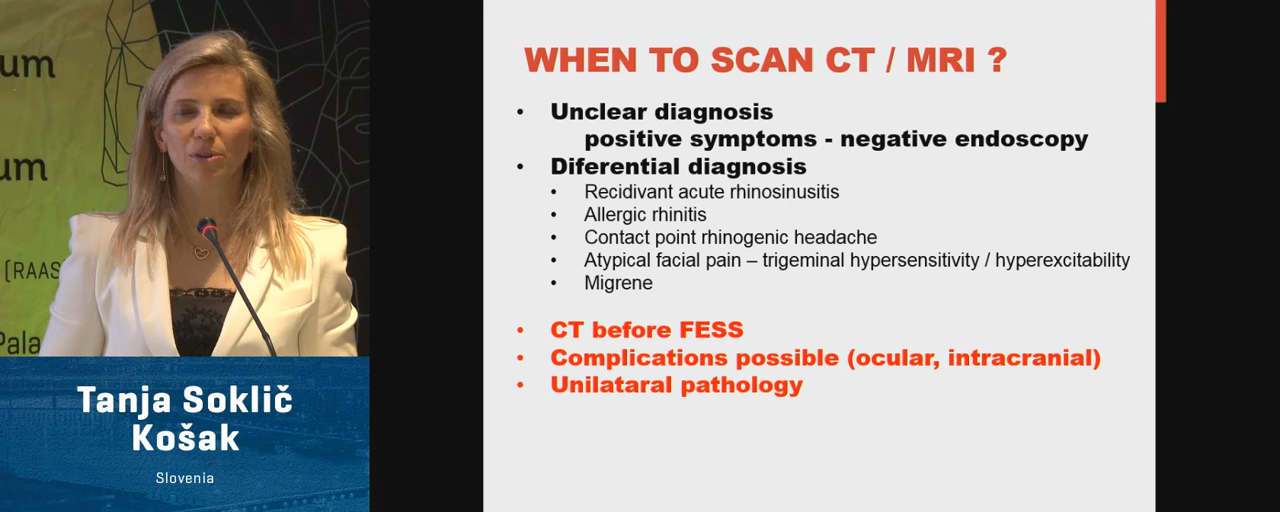 um
um
(RAAS
Pala
Tanja Soklič
Košak
Slovenia
WHEN TO SCAN CT / MRI ?
• Unclear diagnosis
positive symptoms - negative endoscopy
• Diferential diagnosis
• Recidivant acute rhinosinusitis
• Allergic rhinitis
• Contact point rhinogenic headache
• Atypical facial pain – trigeminal hypersensitivity / hyperexcitability
• Migrene
• CT before FESS
• Complications possible (ocular, intracranial)
• Unilataral pathology